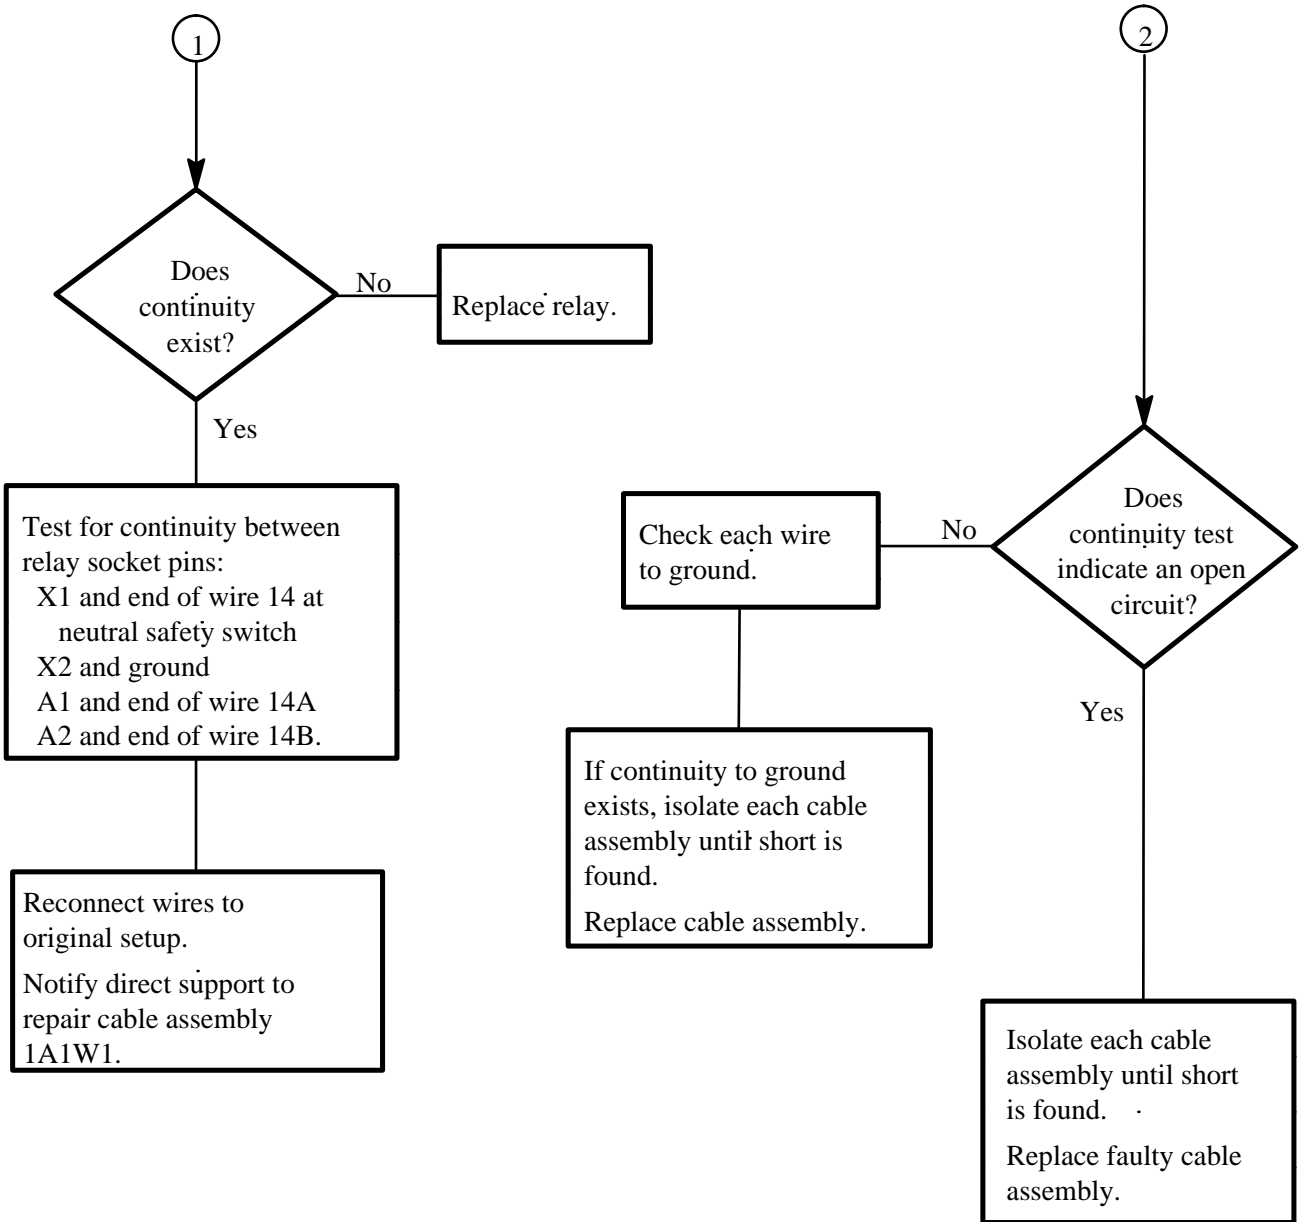 1
Does
continuity
exist?
No
Replace relay.
Yes
Test for continuity between
relay socket pins:
X1 and end of wire 14 at
neutral safety switch
X2 and ground
A1 and end of wire 14A
A2 and end of wire 14B.
Reconnect wires to
original setup.
Notify direct support to
repair cable assembly
1A1W1.
2
Does
continuity test
indicate an open
circuit?
No
Check each wire
to ground.
If continuity to ground
exists, isolate each cable
assembly until short is
found.
Replace cable assembly.
Yes
Isolate each cable
assembly until short
is found.
Replace faulty cable
assembly.